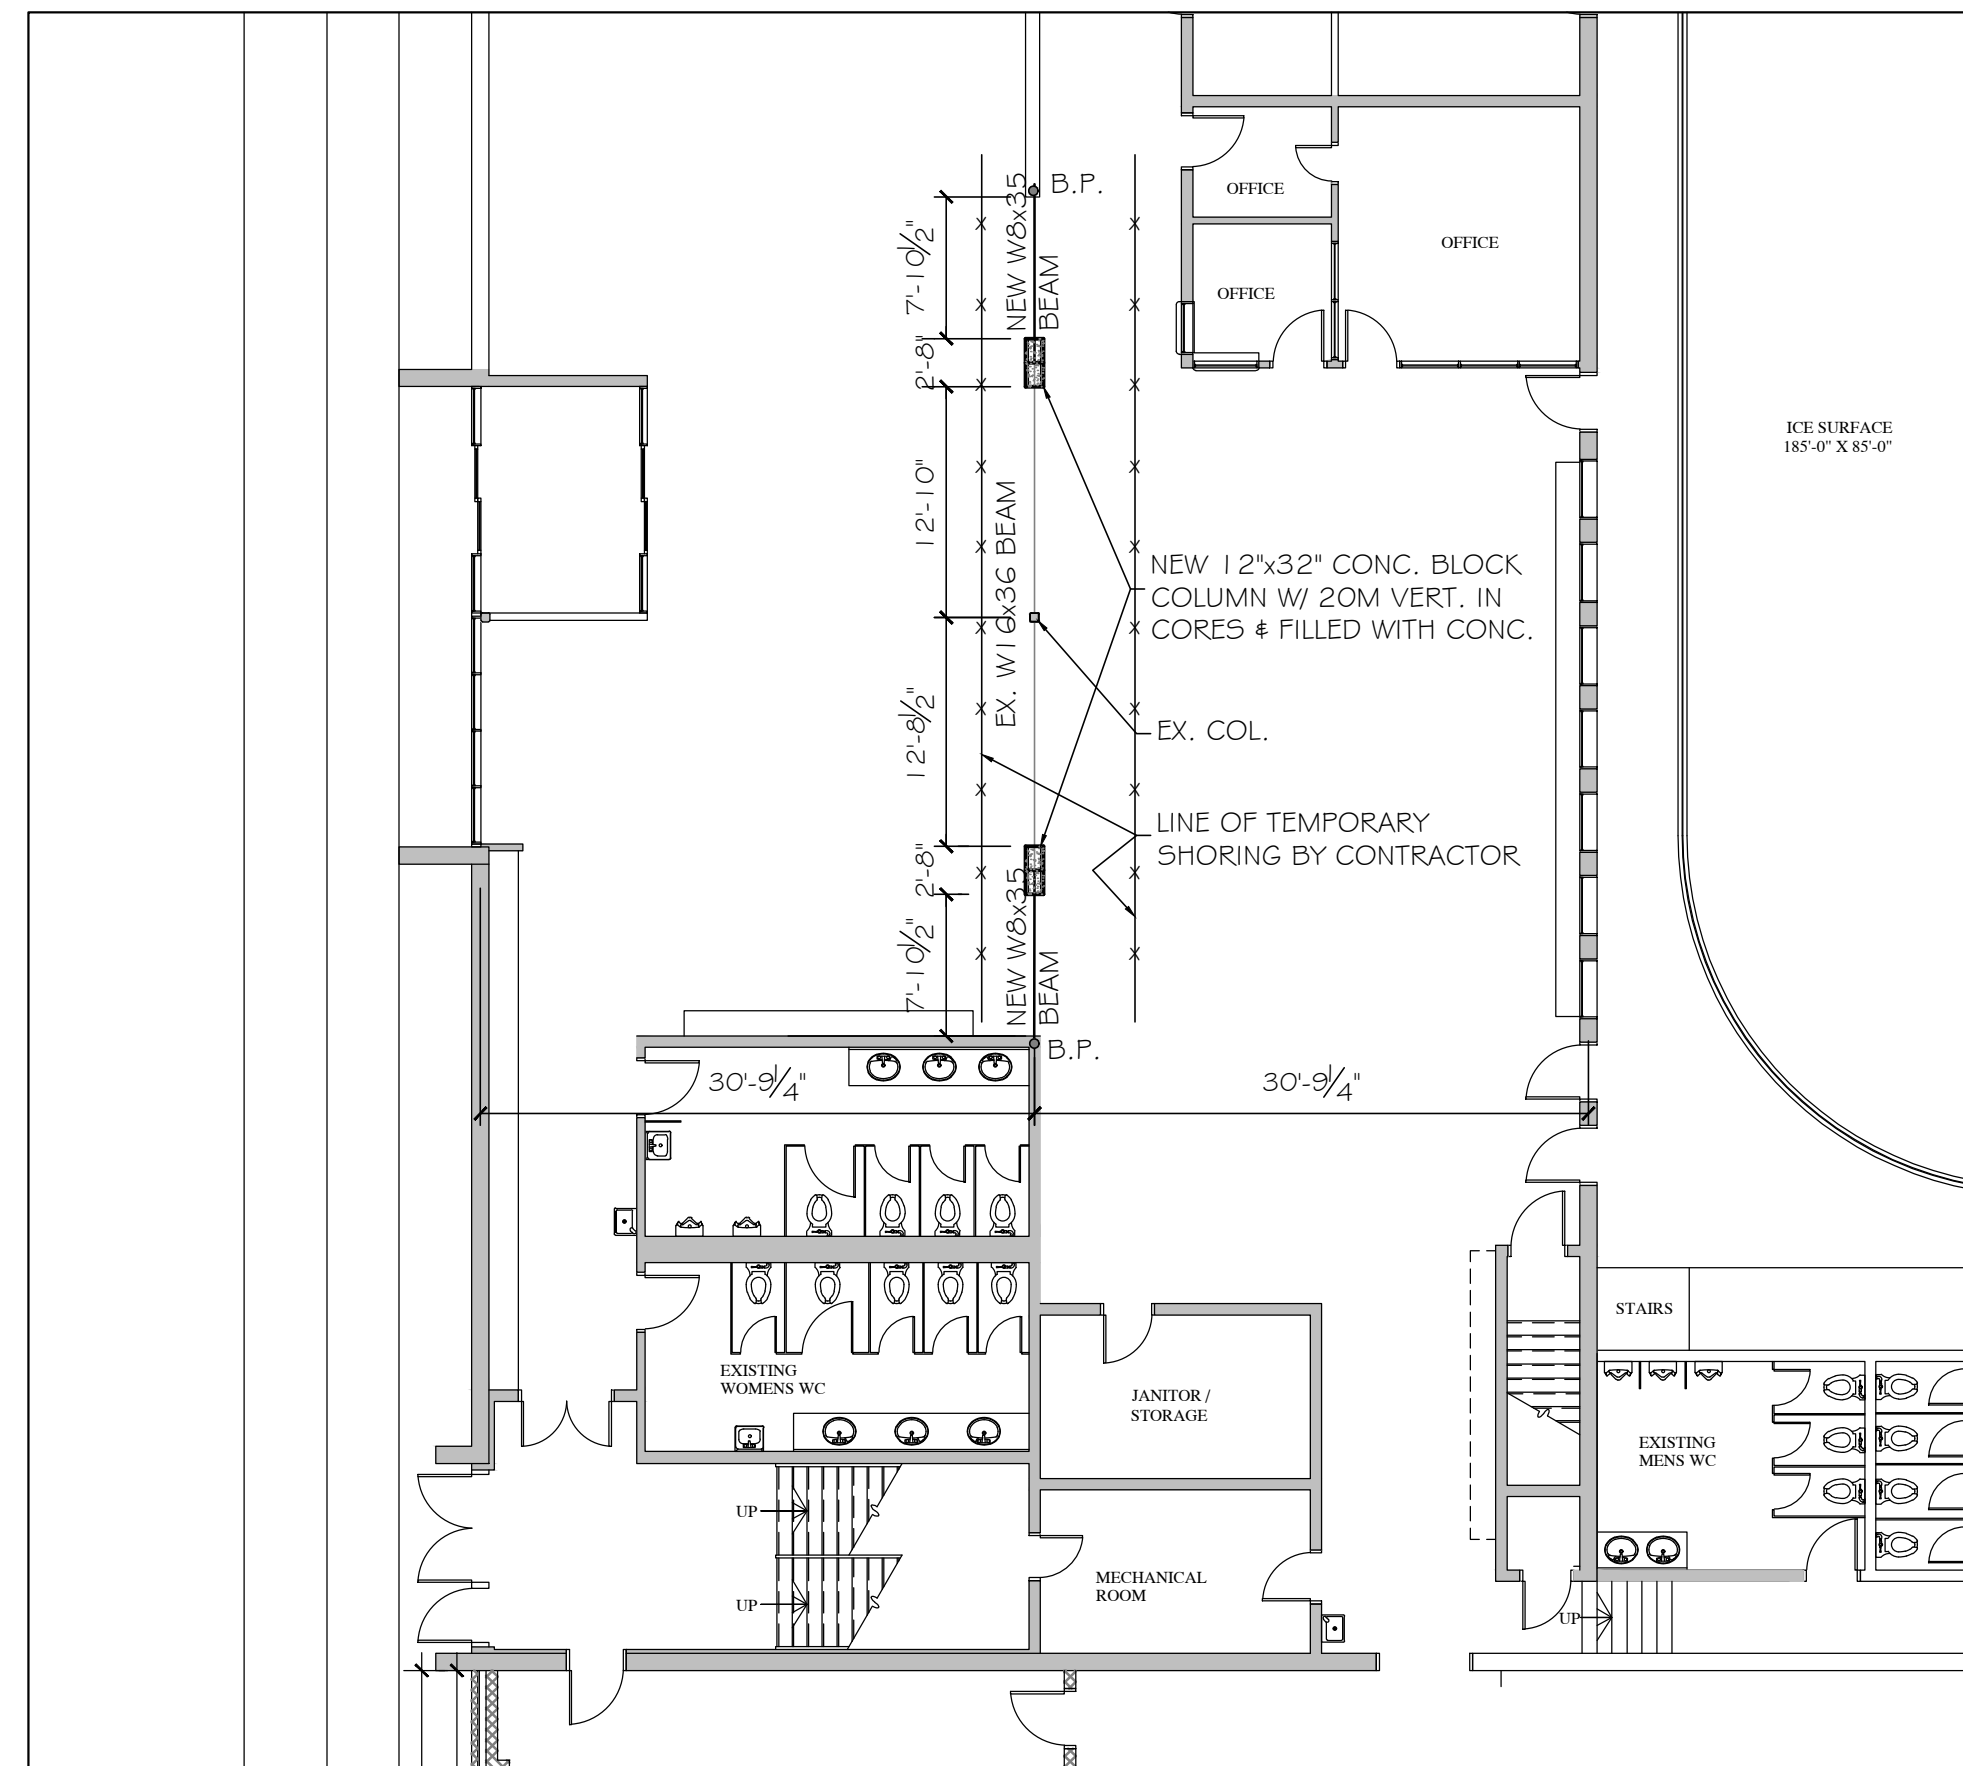 B.P.
NEW W8x35
BEAM
7'-10½"
2'-8"
12'-10"
EX. W16x36 BEAM
12'-8½"
2'-8"
7'-10½"
NEW W8x35
BEAM
B.P.
OFFICE
OFFICE
OFFICE
ICE SURFACE
185'-0" X 85'-0"
NEW 12"x32" CONC. BLOCK
COLUMN W/ 20M VERT. IN
CORES & FILLED WITH CONC.
EX. COL.
LINE OF TEMPORARY
SHORING BY CONTRACTOR
30'-9¼"
30'-9¼"
EXISTING
WOMENS WC
JANITOR /
STORAGE
STAIRS
EXISTING
MENS WC
UP
UP
MECHANICAL
ROOM
UP